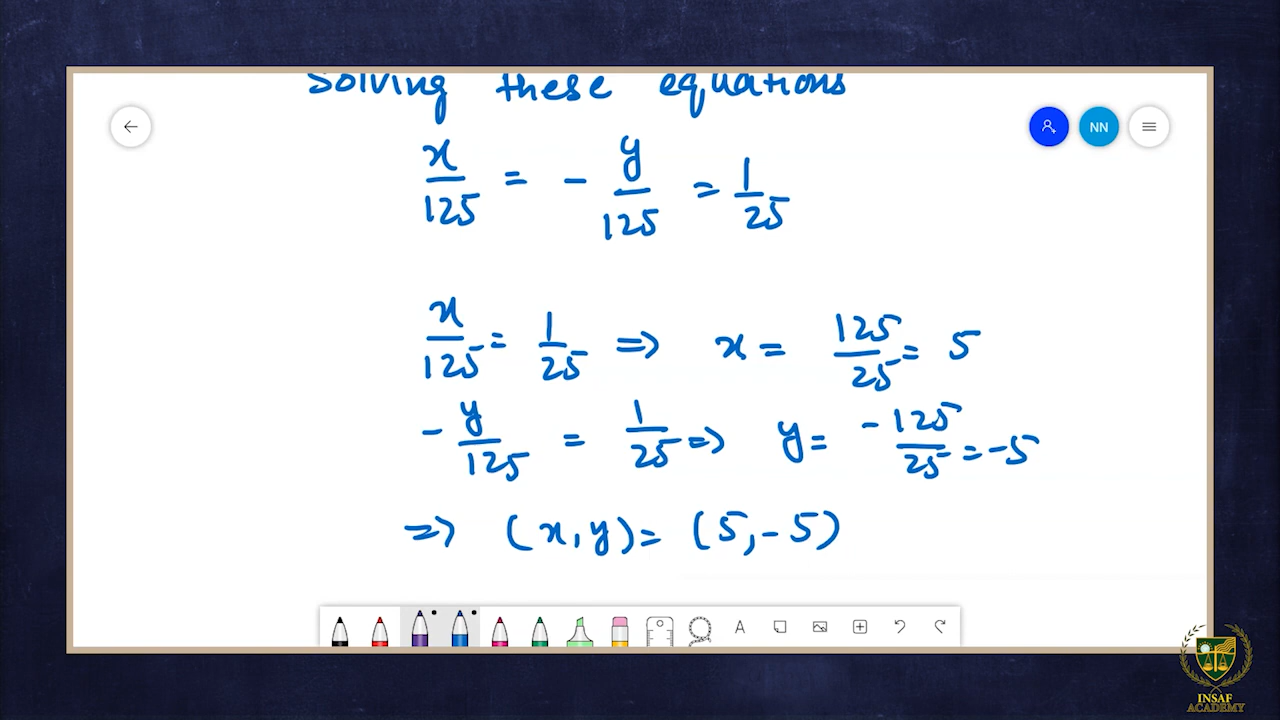 Solving these equations
NN
x/125 = - y/125 = 1/25
x/125 = 1/25 => x = 125/25 = 5
- y/125 = 1/25 => y = -125/25 = -5
=> (x,y) = (5,-5)
A
INSAF
ACADEMY